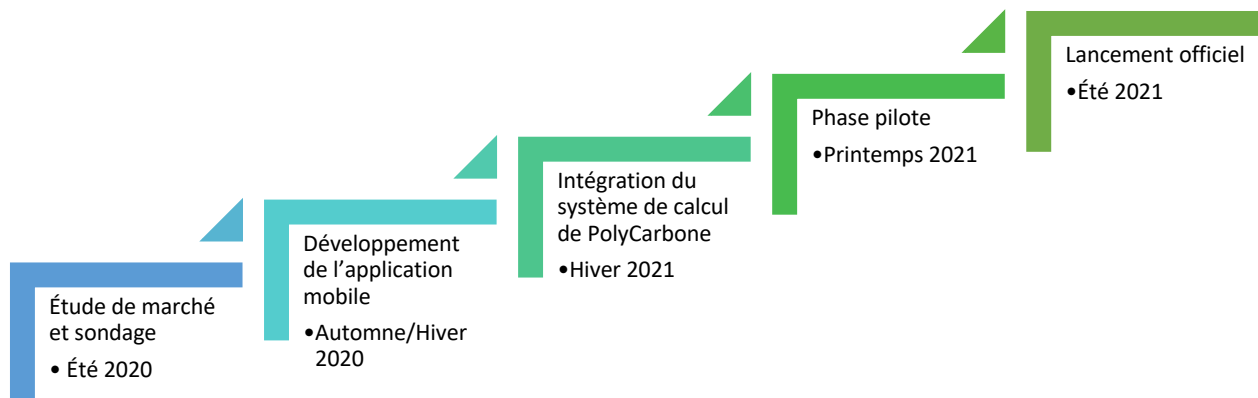 Étude de marché
et sondage
• Été 2020
Développement
de l’application
mobile
•Automne/Hiver
2020
Intégration du
système de calcul
de PolyCarbone
•Hiver 2021
Phase pilote
•Printemps 2021
Lancement officiel
•Été 2021